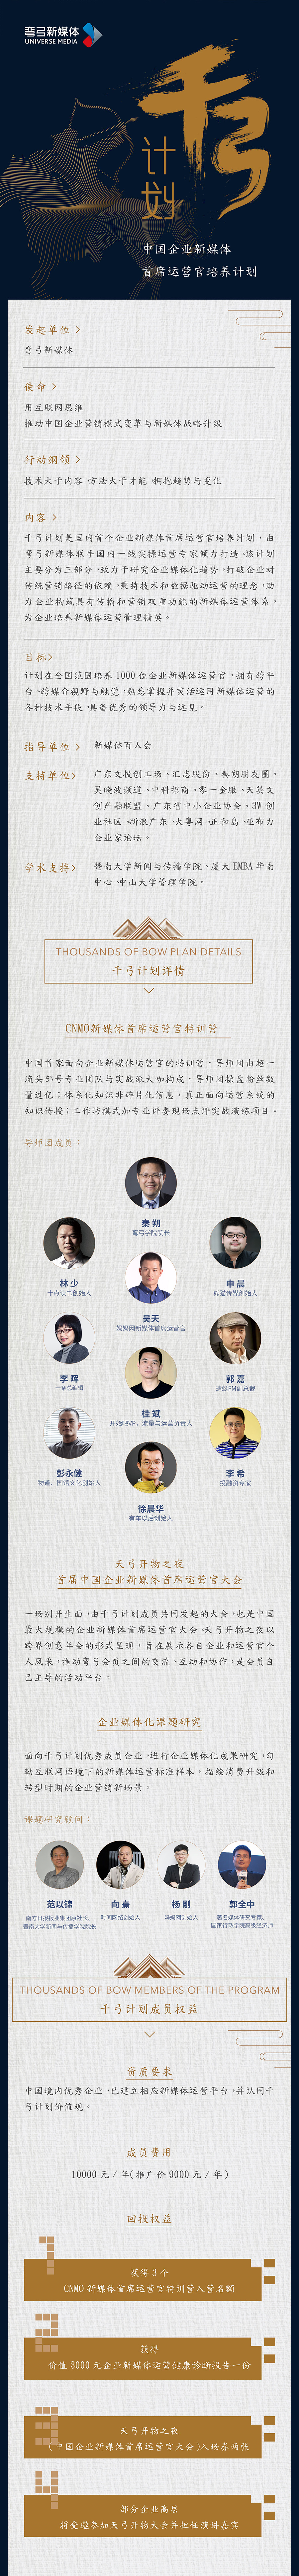 弯弓新媒体
UNIVERSE MEDIA
千弓
计划
中国企业新媒体
首席运营官培养计划
发起单位 >
弯弓新媒体
使命 >
用互联网思维
推动中国企业营销模式变革与新媒体战略升级
行动纲领 >
技术大于内容,方法大于才能,拥抱趋势与变化
内容 >
千弓计划是国内首个企业新媒体首席运营官培养计划，由
弯弓新媒体联手国内一线实操运营专家倾力打造,该计划
主要分为三部分,致力于研究企业媒体化趋势,打破企业对
传统营销路径的依赖,秉持技术和数据驱动运营的理念,助
力企业构筑具有传播和营销双重功能的新媒体运营体系，
为企业培养新媒体运营管理精英。
目标>
计划在全国范围培养1000位企业新媒体运营官，拥有跨平
台、跨媒介视野与触觉,熟悉掌握并灵活运用新媒体运营的
各种技术手段,具备优秀的领导力与远见。
指导单位 > 新媒体百人会
支持单位> 广东文投创工场、汇志股份、秦朔朋友圈、
吴晓波频道、中科招商、零一金服、天英文
创产融联盟、广东省中小企业协会、3W创
业社区、新浪广东、大粤网、正和岛、亚布力
企业家论坛。
学术支持> 暨南大学新闻与传播学院、厦大EMBA华南
中心、中山大学管理学院。
THOUSANDS OF BOW PLAN DETAILS
千弓计划详情
CNMO新媒体首席运营官特训营
中国首家面向企业新媒体运营官的特训营，导师团由超一
流头部号专业团队与实战派大咖构成，导师团操盘粉丝数
量过亿；体系化知识非碎片化信息，真正面向运营系统的
知识传授；工作坊模式加专业评委现场点评实战演练项目。
导师团成员：
秦 朔
弯弓学院院长
林 少
十点读书创始人
申 晨
熊猫传媒创始人
吴天
妈妈网新媒体首席运营官
李 晖
一条总编辑
郭 嘉
蜻蜓FM副总裁
桂 斌
开始吧VP，流量与运营负责人
彭永健
物道、国馆文化创始人
李 希
投融资专家
徐晨华
有车以后创始人
天弓开物之夜
首届中国企业新媒体首席运营官大会
一场别开生面,由千弓计划成员共同发起的大会,也是中国
最大规模的企业新媒体首席运营官大会,天弓开物之夜以
跨界创意年会的形式呈现，旨在展示各自企业和运营官个
人风采,推动弯弓会员之间的交流、互动和协作，是会员自
己主导的活动平台。
企业媒体化课题研究
面向千弓计划优秀成员企业,进行企业媒体化成果研究,勾
勒互联网语境下的新媒体运营标准样本，描绘消费升级和
转型时期的企业营销新场景。
课题研究顾问：
范以锦
南方日报报业集团原社长、
暨南大学新闻与传播学院院长
向 熹
时间网络创始人
杨 刚
妈妈网创始人
郭全中
著名媒体研究专家、
国家行政学院高级经济师
THOUSANDS OF BOW MEMBERS OF THE PROGRAM
千弓计划成员权益
资质要求
中国境内优秀企业,已建立相应新媒体运营平台,并认同千
弓计划价值观。
成员费用
10000元／年(推广价9000元／年)
回报权益
1
获得3个
CNMO新媒体首席运营官特训营入营名额
2
获得
价值3000元企业新媒体运营健康诊断报告一份
3
天弓开物之夜
(中国企业新媒体首席运营官大会)入场券两张
4
部分企业高层
将受邀参加天弓开物大会并担任演讲嘉宾